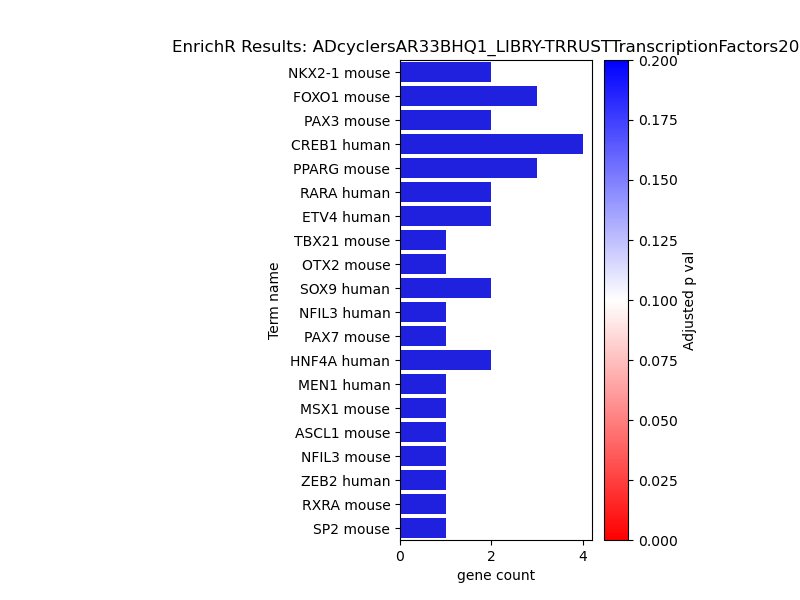 EnrichR Results: ADcyclersAR33BHQ1_LIBRY-TRRUSTTranscriptionFactors20
NKX2-1 mouse
FOXO1 mouse
PAX3 mouse
CREB1 human
PPARG mouse
RARA human
ETV4 human
TBX21 mouse
OTX2 mouse
SOX9 human
NFIL3 human
PAX7 mouse
HNF4A human
MEN1 human
MSX1 mouse
ASCL1 mouse
NFIL3 mouse
ZEB2 human
RXRA mouse
SP2 mouse
Term name
0 2 4
gene count
0.200
0.175
0.150
0.125
0.100
0.075
0.050
0.025
0.000
Adjusted p val